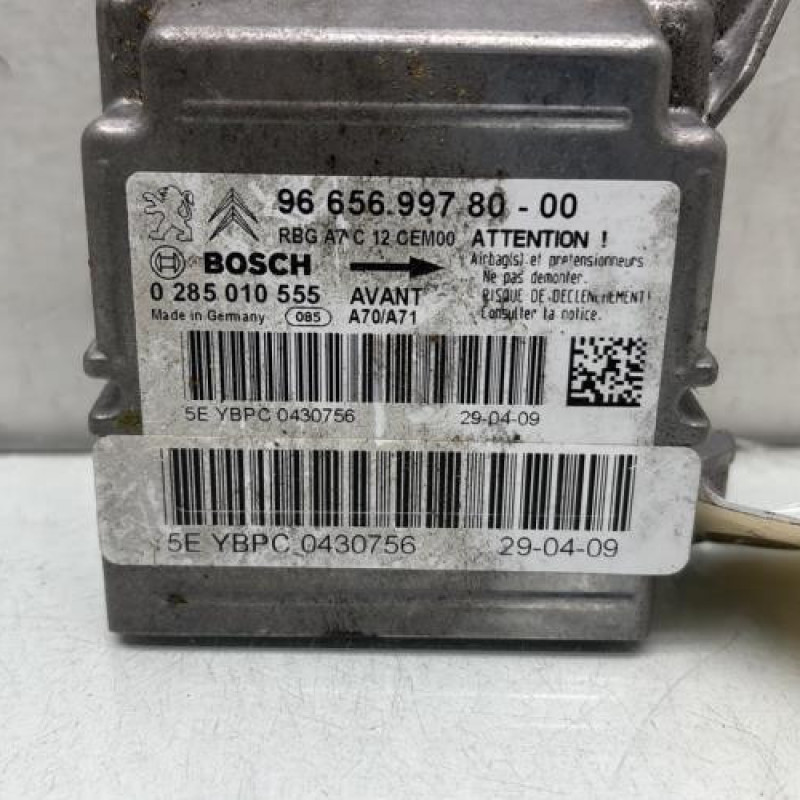 96 656.997 80 - 00
RBG A7 C 12 CEM00 ATTENTION !
BOSCH Airbag(s) et pretensionneurs
Ne pas demonter.
0 285 010 555 AVANT RISQUE DE DECLENCHEMENT!
Made in Germany 085 A70/A71 Consulter la notice.
5E YBPC 0430756 29-04-09
5E YBPC 0430756 29-04-09